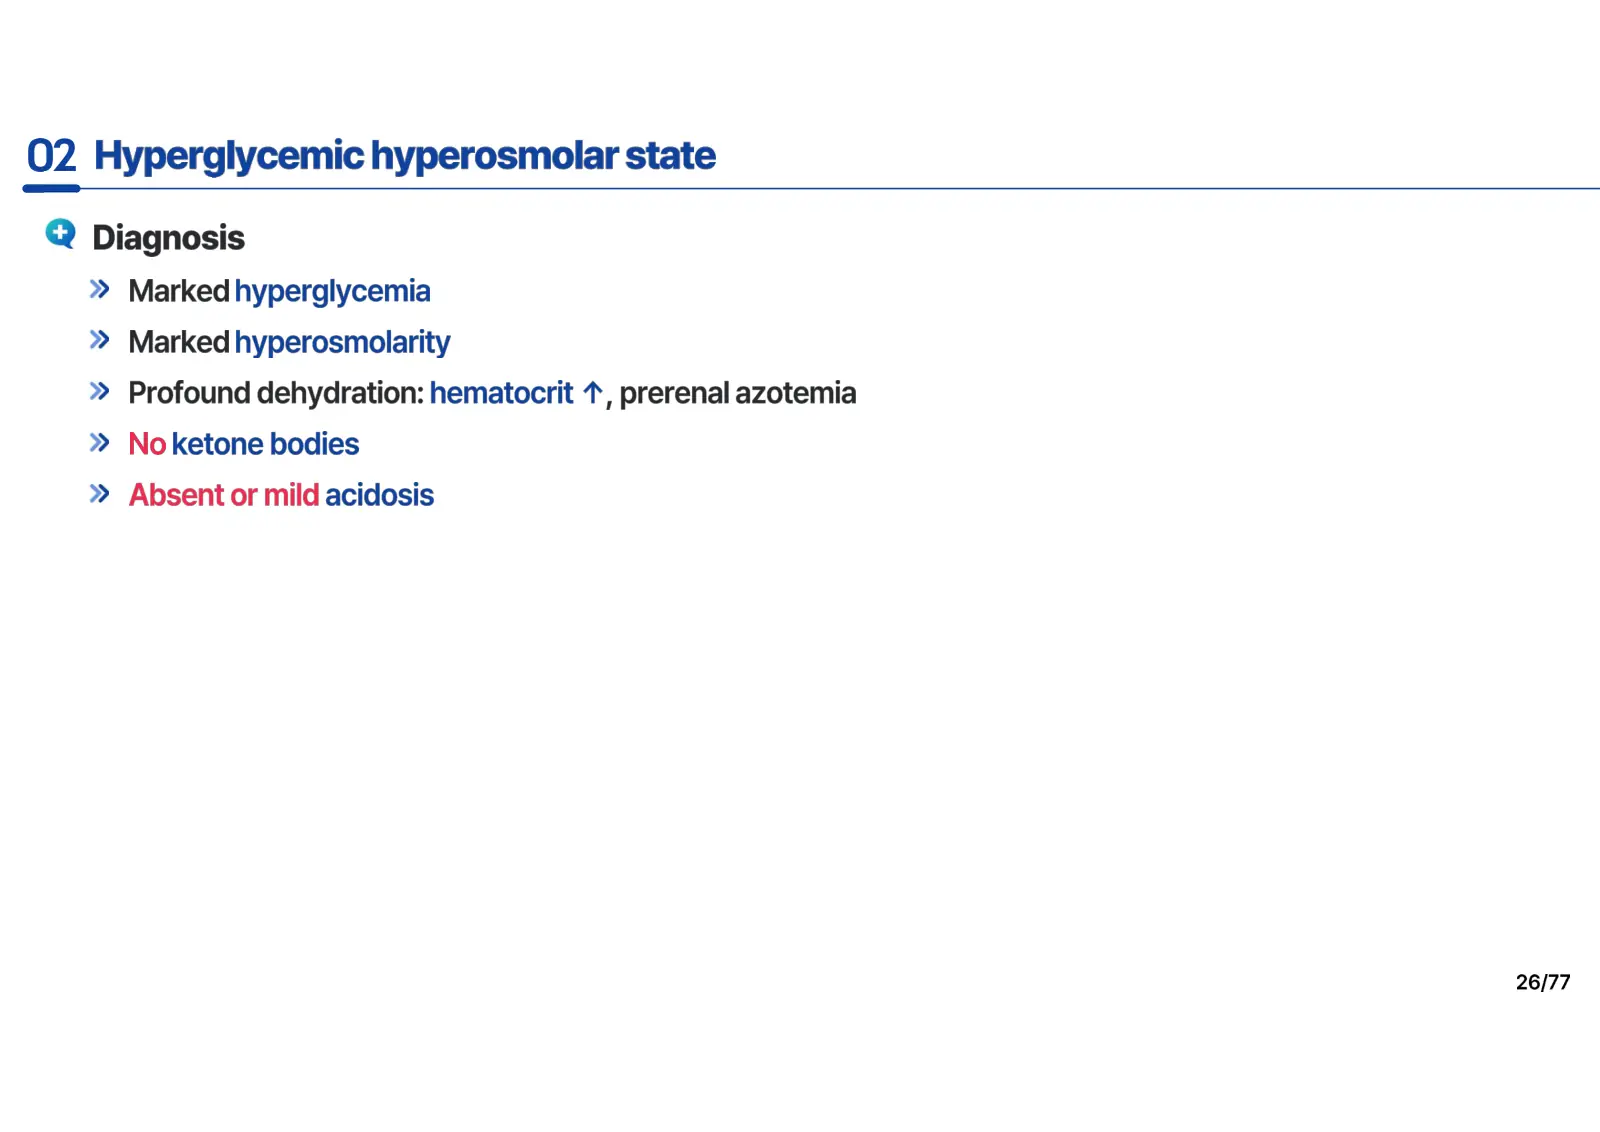 02 Hyperglycemic hyperosmolar state
Diagnosis
Marked hyperglycemia
Marked hyperosmolarity
Profound dehydration: hematocrit ↑, prerenal azotemia
No ketone bodies
Absent or mild acidosis
26/77